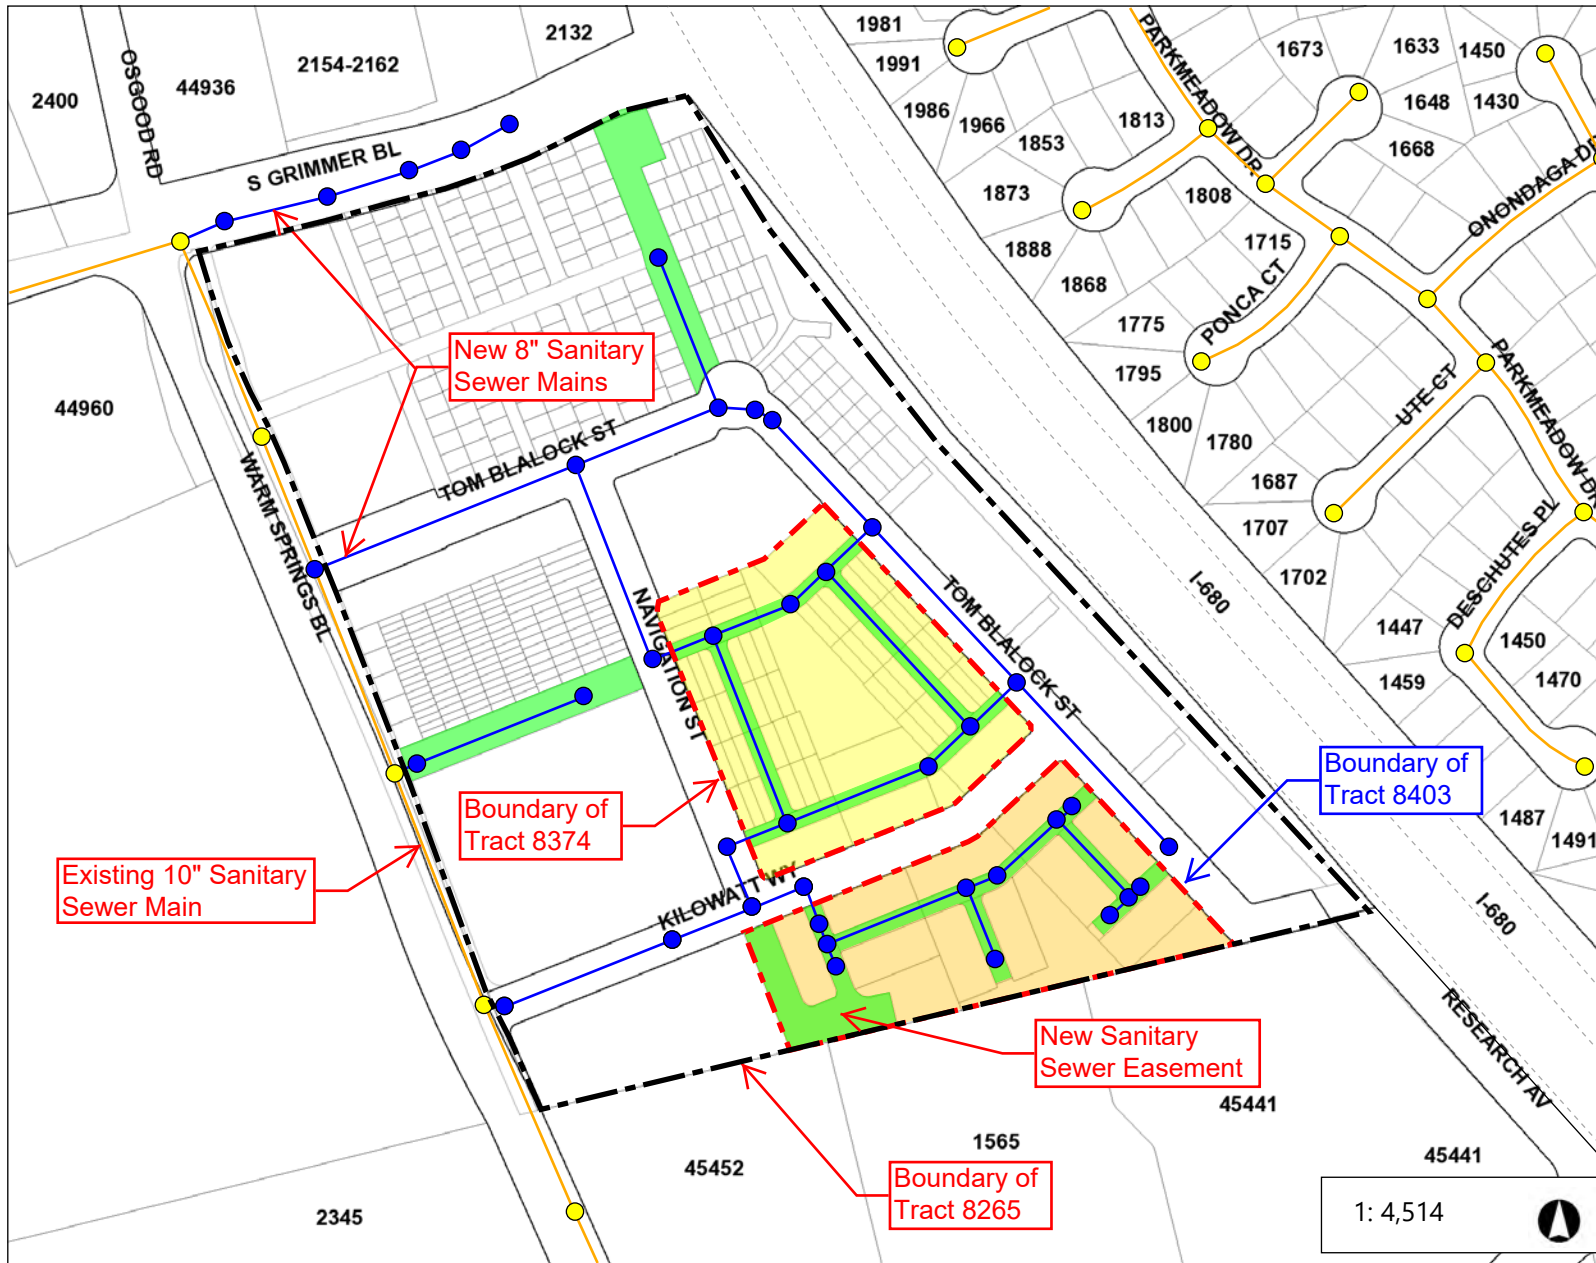 1981
1991
1986
1966
1853
1813
1873
1888
1868
1808
1715
1775
1795
1800
1780
1687
1707
1702
1673
1633
1450
1648
1430
1668
1447
1459
1450
1470
1487
1491
2400
44936
2154-2162
2132
44960
2345
45452
1565
45441
45441
OSGOOD RD
S GRIMMER BL
WARM SPRINGS BL
TOM BLALOCK ST
NAVIGATION ST
TOM BLALOCK ST
KILOWATT WY
PARKMEADOW DR
ONONDAGA DR
PONCA CT
UTE CT
PARKMEADOW DR
DESCHUTES PL
I-680
I-680
RESEARCH AV
New 8" Sanitary
Sewer Mains
Boundary of
Tract 8374
Existing 10" Sanitary
Sewer Main
Boundary of
Tract 8403
New Sanitary
Sewer Easement
Boundary of
Tract 8265
1: 4,514